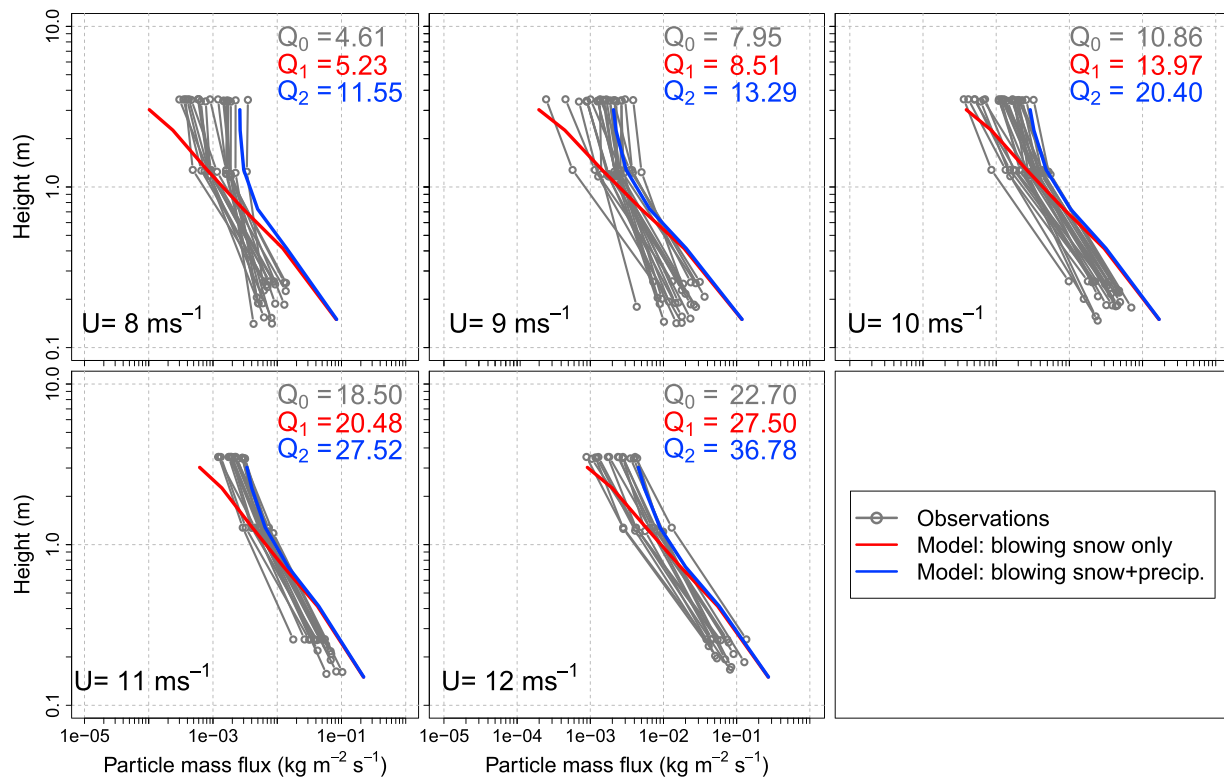 10.0
1.0
0.1
Height (m)
Q0 = 4.61
Q1 = 5.23
Q2 = 11.55
U= 8 ms−1
Q0 = 7.95
Q1 = 8.51
Q2 = 13.29
U= 9 ms−1
Q0 = 10.86
Q1 = 13.97
Q2 = 20.40
U= 10 ms−1
10.0
1.0
0.1
Height (m)
Q0 = 18.50
Q1 = 20.48
Q2 = 27.52
U= 11 ms−1
Q0 = 22.70
Q1 = 27.50
Q2 = 36.78
U= 12 ms−1
Observations
Model: blowing snow only
Model: blowing snow+precip.
1e−05 1e−03 1e−01
1e−05 1e−04 1e−03 1e−02 1e−01
Particle mass flux (kg m−2 s−1)
Particle mass flux (kg m−2 s−1)